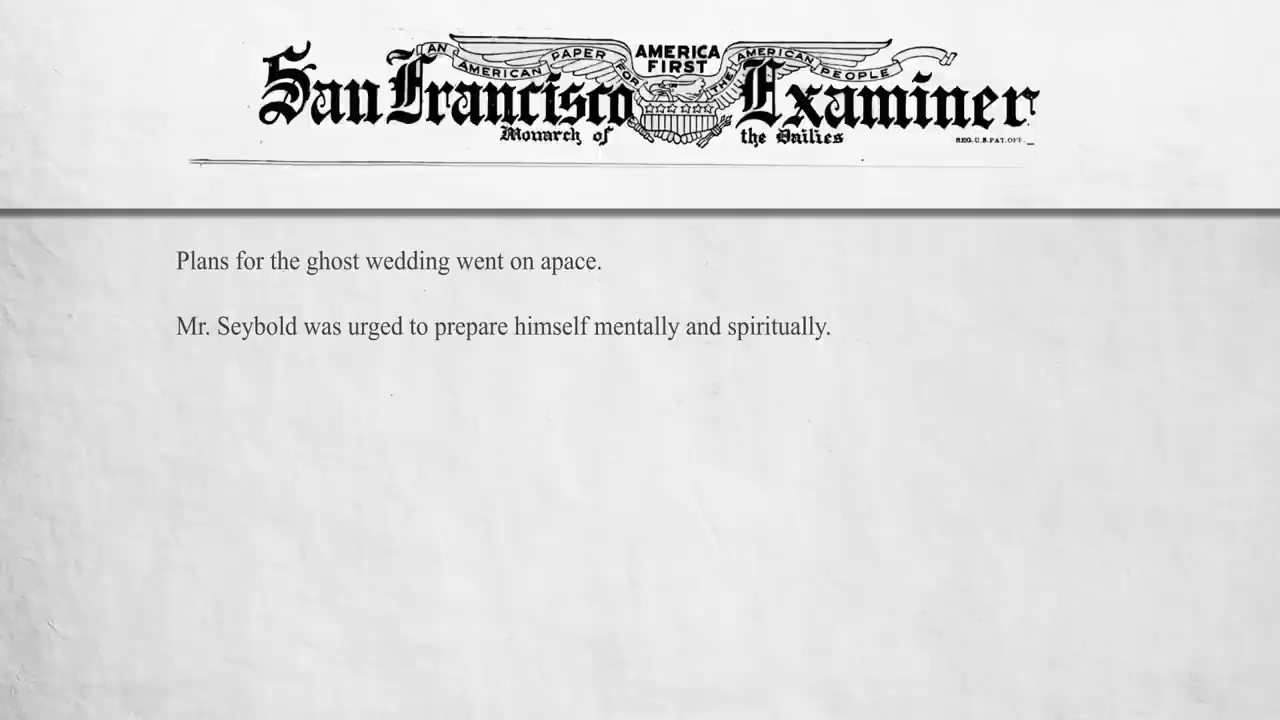 AN AMERICAN PAPER FOR THE AMERICAN PEOPLE
AMERICA FIRST
San Francisco Examiner
Monarch of the Dailies
REG. U.S. PAT. OFF.
Plans for the ghost wedding went on apace.
Mr. Seybold was urged to prepare himself mentally and spiritually.